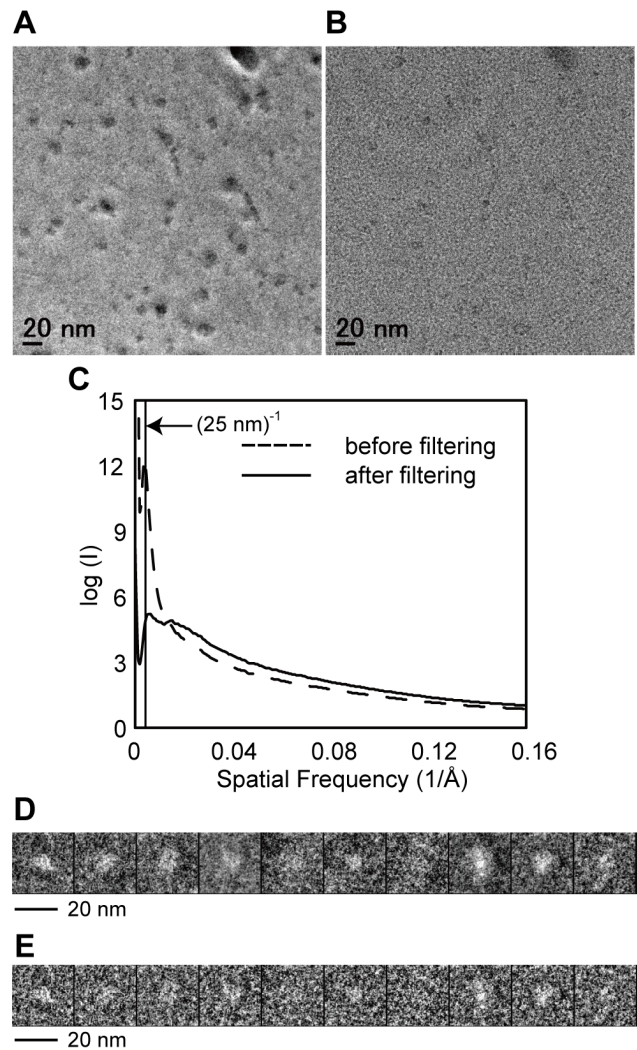 A
B
20 nm
20 nm
C
15
12
9
6
3
0
log (I)
(25 nm)-1
before filtering
after filtering
0
0.04
0.08
0.12
0.16
Spatial Frequency (1/Å)
D
20 nm
E
20 nm